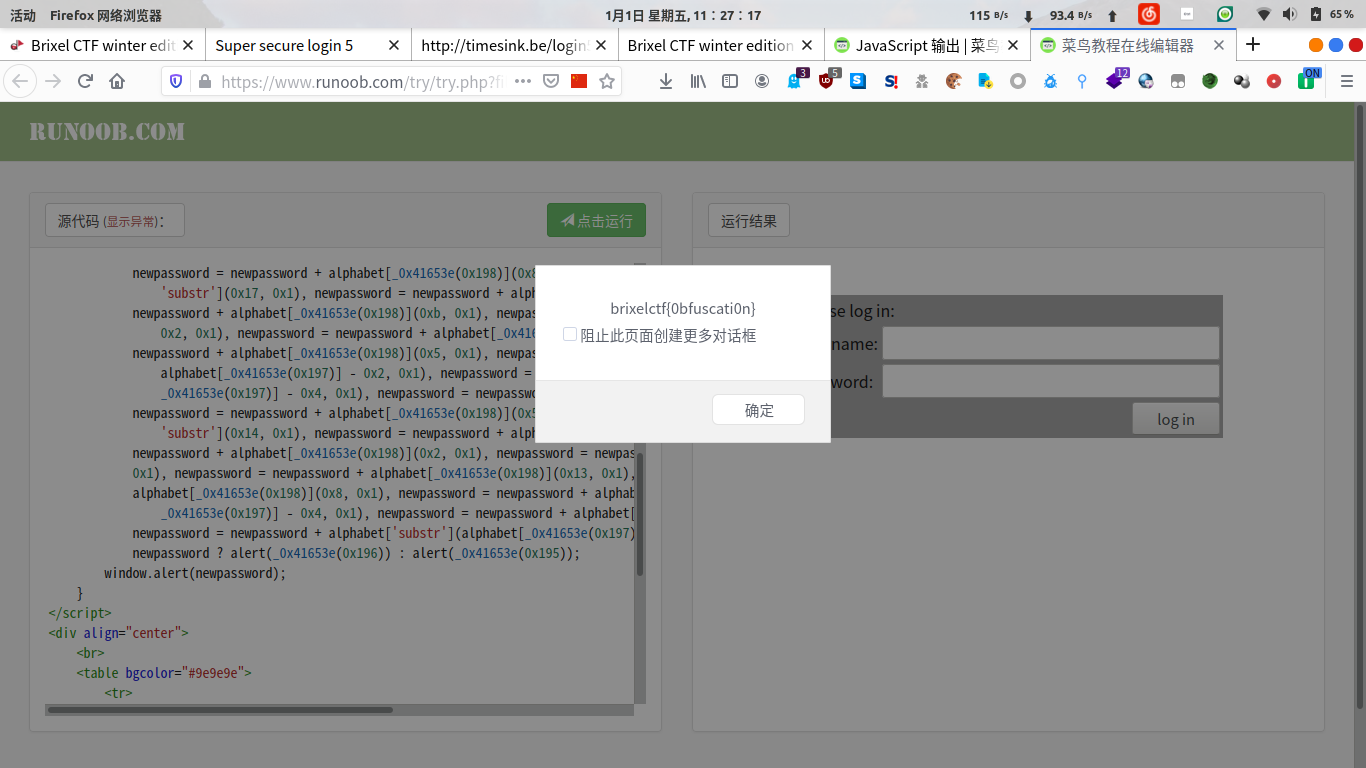 活动 Firefox 网络浏览器 1月1日 星期五, 11：27：17 115 B/s 93.4 B/s 65 %
Brixel CTF winter edit Super secure login 5 http://timesink.be/login5 Brixel CTF winter edition JavaScript 输出 | 菜鸟 菜鸟教程在线编辑器
https://www.runoob.com/try/try.php?fi 3 5 12 ON
RUNOOB.COM
源代码 (显示异常)： 点击运行 运行结果
newpassword = newpassword + alphabet[_0x41653e(0x198)](0x8
'substr'](0x17, 0x1), newpassword = newpassword + alph
newpassword + alphabet[_0x41653e(0x198)](0xb, 0x1),
0x2, 0x1), newpassword = newpassword + alphabet[_0x416
newpassword + alphabet[_0x41653e(0x198)](0x5, 0x1), newpas
alphabet[_0x41653e(0x197)] - 0x2, 0x1), newpassword =
_0x41653e(0x197)] - 0x4, 0x1), newpassword = newpasswo
newpassword + alphabet[_0x41653e(0x198)](0x5
'substr'](0x14, 0x1), newpassword = newpassword + alph
newpassword + alphabet[_0x41653e(0x198)](0x2, 0x1), newpassword = newpas
0x1), newpassword = newpassword + alphabet[_0x41653e(0x198)](0x13, 0x1),
alphabet[_0x41653e(0x198)](0x8, 0x1), newpassword = newpassword + alphab
_0x41653e(0x197)] - 0x4, 0x1), newpassword = newpassword + alphabet[
newpassword = newpassword + alphabet['substr'](alphabet[_0x41653e(0x197)
newpassword ? alert(_0x41653e(0x196)) : alert(_0x41653e(0x195));
window.alert(newpassword);
}
</script>
<div align="center">
<br>
<table bgcolor="#9e9e9e">
<tr>
brixelctf{0bfuscati0n}
阻止此页面创建更多对话框
确定
se log in:
name:
word:
log in